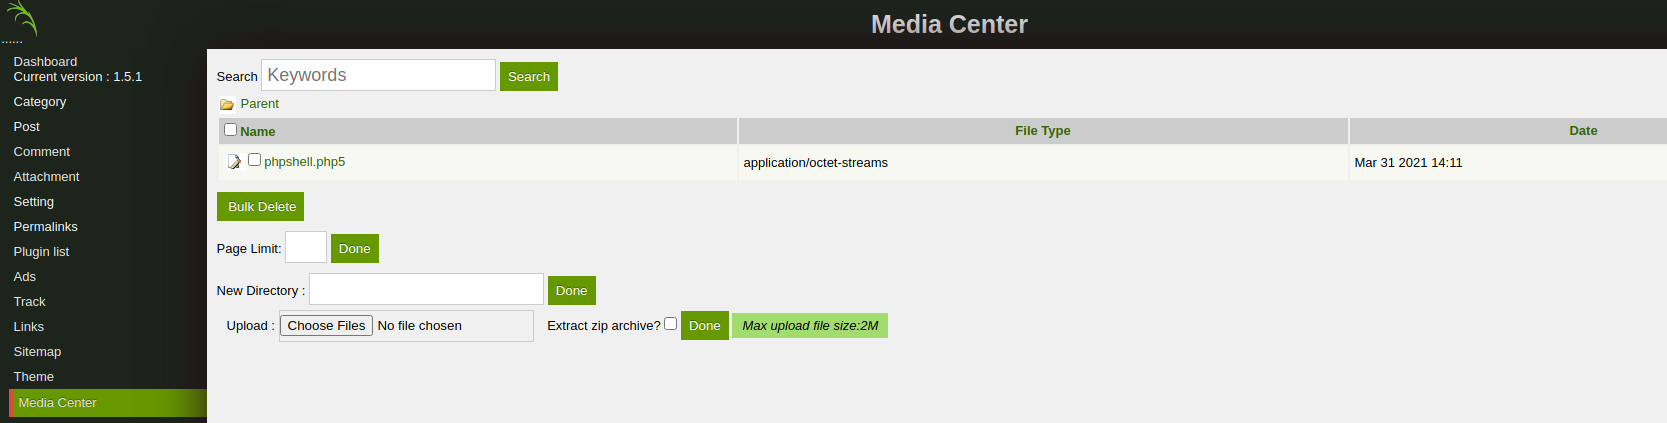 Media Center
......
Dashboard
Current version : 1.5.1
Category
Post
Comment
Attachment
Setting
Permalinks
Plugin list
Ads
Track
Links
Sitemap
Theme
Media Center
Search Keywords Search
Parent
Name File Type Date
phpshell.php5 application/octet-streams Mar 31 2021 14:11
Bulk Delete
Page Limit: Done
New Directory : Done
Upload : Choose Files No file chosen Extract zip archive? Done Max upload file size:2M